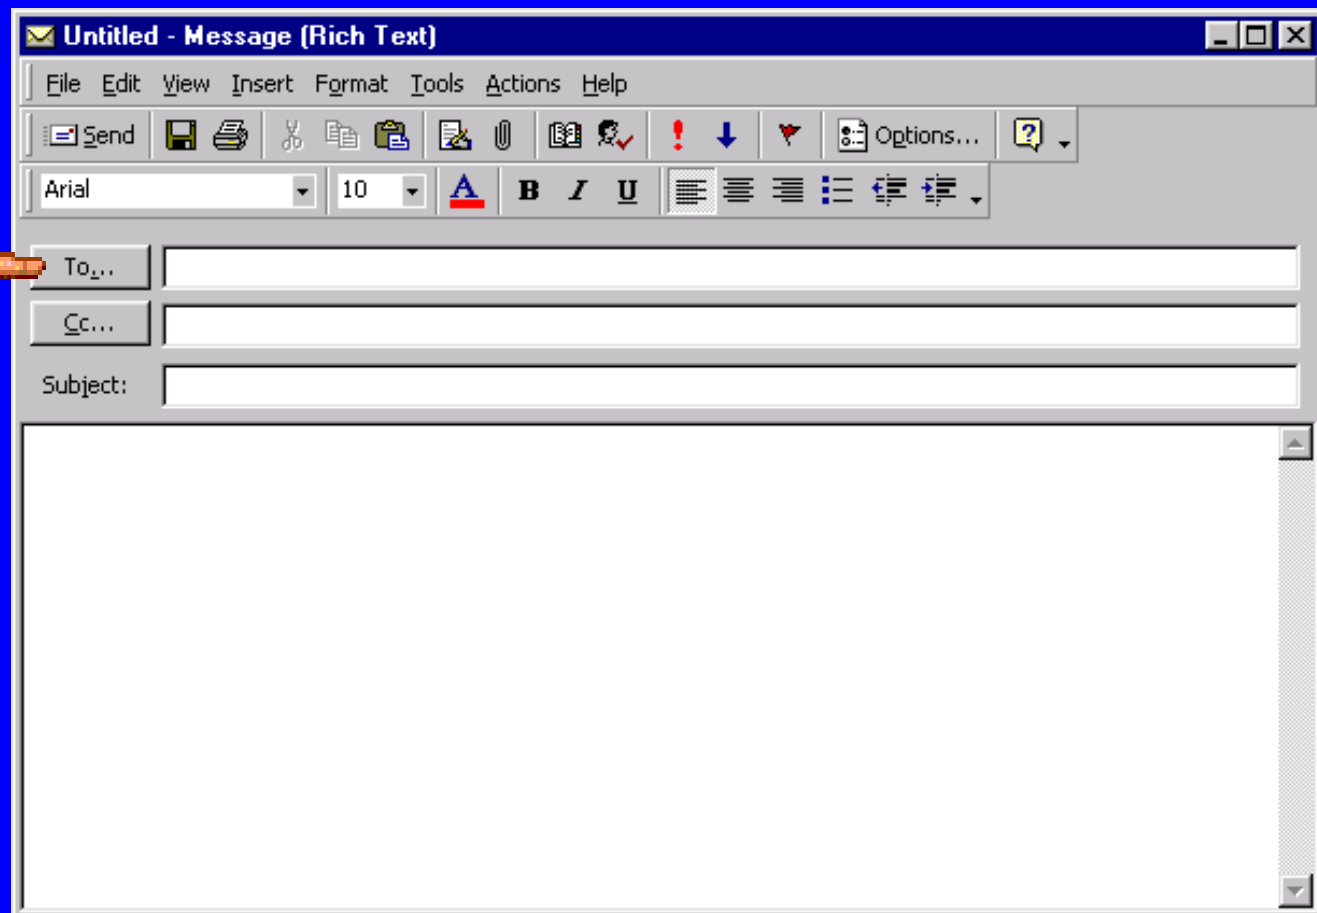 Untitled - Message (Rich Text)
File Edit View Insert Format Tools Actions Help
Send Options...
Arial 10 A B I U
To...
Cc...
Subject: